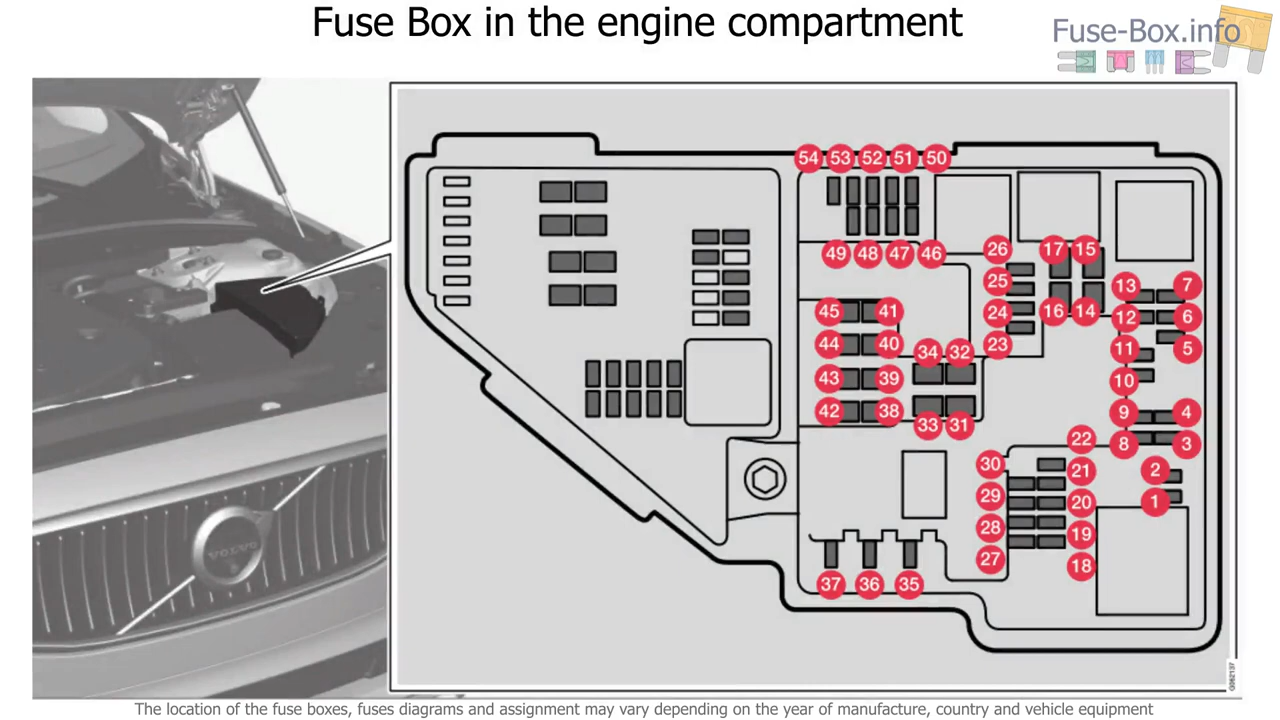 Fuse Box in the engine compartment
Fuse-Box.info
54 53 52 51 50
49 48 47 46
26 17 15
25
13 7
45 41 24 16 14 12 6
44 40 34 32 23 11 5
43 39 10
42 38 33 31 9 4
22 8 3
30 21 2
29 20 1
28 19
27 18
37 36 35
VOLVO
G062137
The location of the fuse boxes, fuses diagrams and assignment may vary depending on the year of manufacture, country and vehicle equipment